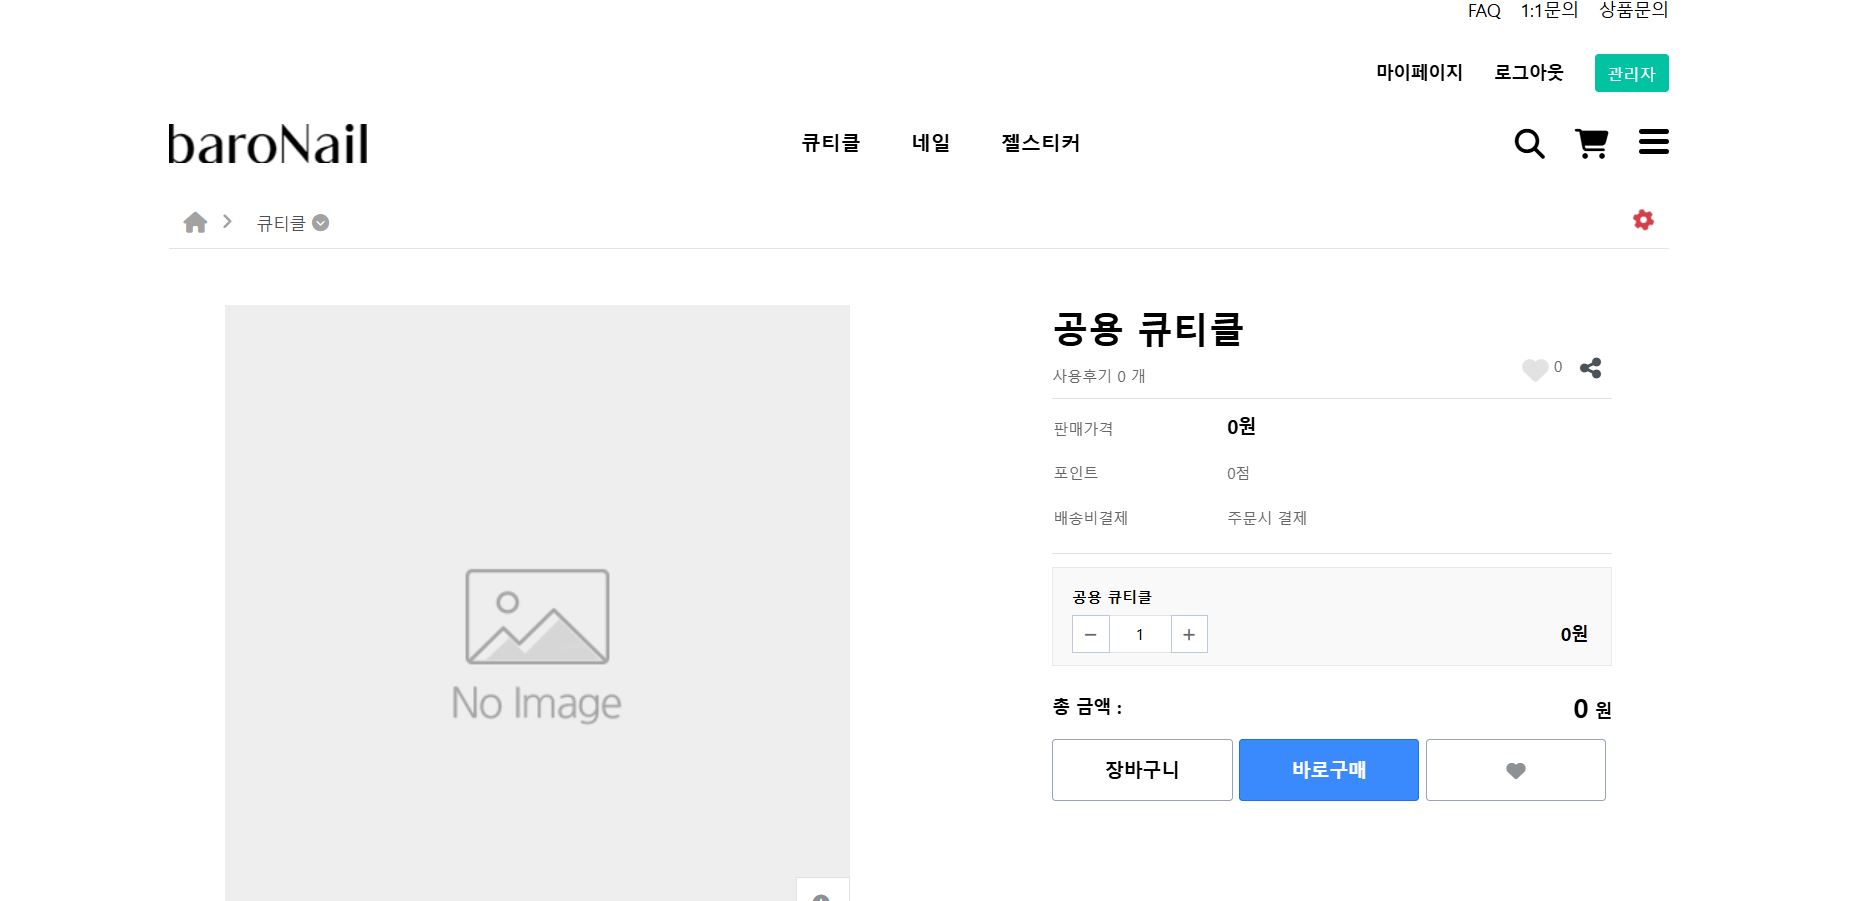 FAQ 1:1문의 상품문의
마이페이지 로그아웃 관리자
baroNail 큐티클 네일 젤스티커
큐티클
No Image
공용 큐티클
사용후기 0 개
0
판매가격 0원
포인트 0점
배송비결제 주문시 결제
공용 큐티클
1 0원
총 금액 : 0 원
장바구니 바로구매